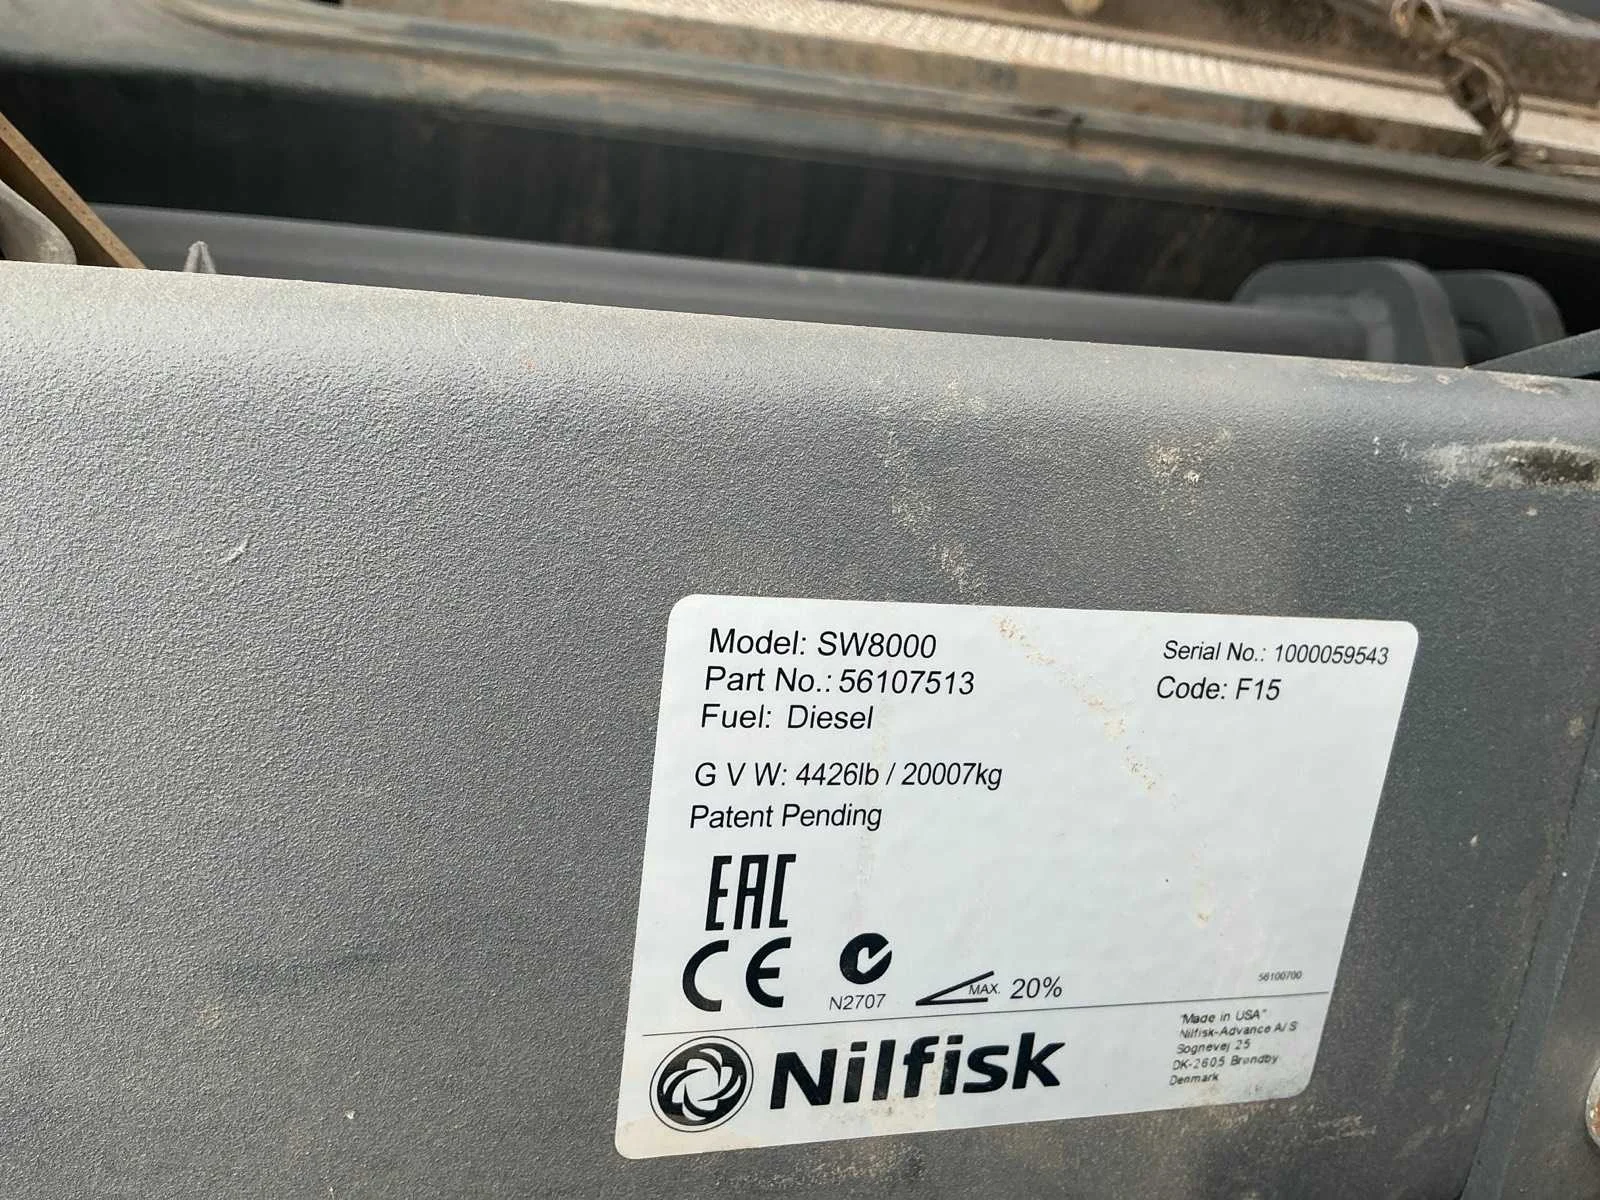 Model: SW8000
Serial No.: 1000059543
Part No.: 56107513
Code: F15
Fuel: Diesel
G V W: 4426lb / 20007kg
Patent Pending
EAC
CE
N2707
MAX. 20%
56100700
"Made in USA"
Nilfisk-Advance A/S
Sognevej 25
DK-2605 Brøndby
Denmark
Nilfisk